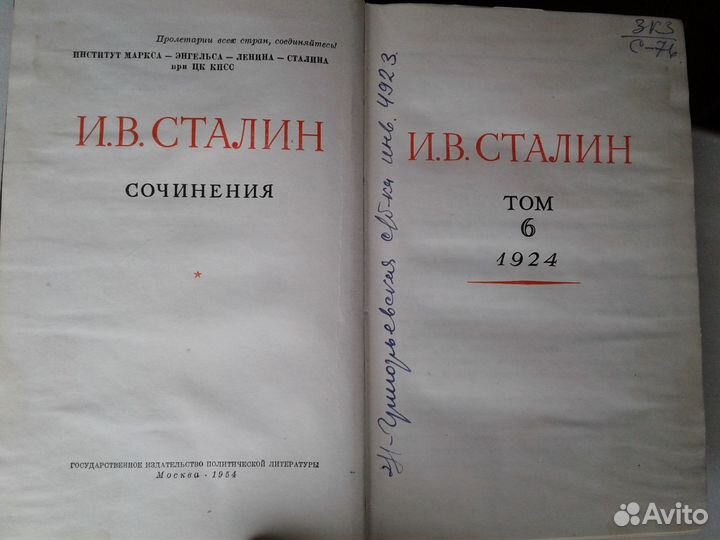 Пролетарии всех стран, соединяйтесь!
ИНСТИТУТ МАРКСА – ЭНГЕЛЬСА – ЛЕНИНА – СТАЛИНА
при ЦК КПСС
И.В. СТАЛИН
СОЧИНЕНИЯ
*
ГОСУДАРСТВЕННОЕ ИЗДАТЕЛЬСТВО ПОЛИТИЧЕСКОЙ ЛИТЕРАТУРЫ
Москва · 1954
ЗК3
С-76
И.В. СТАЛИН
ТОМ
6
1924
Григорьевская с/б-ка инв. 4923.
Avito